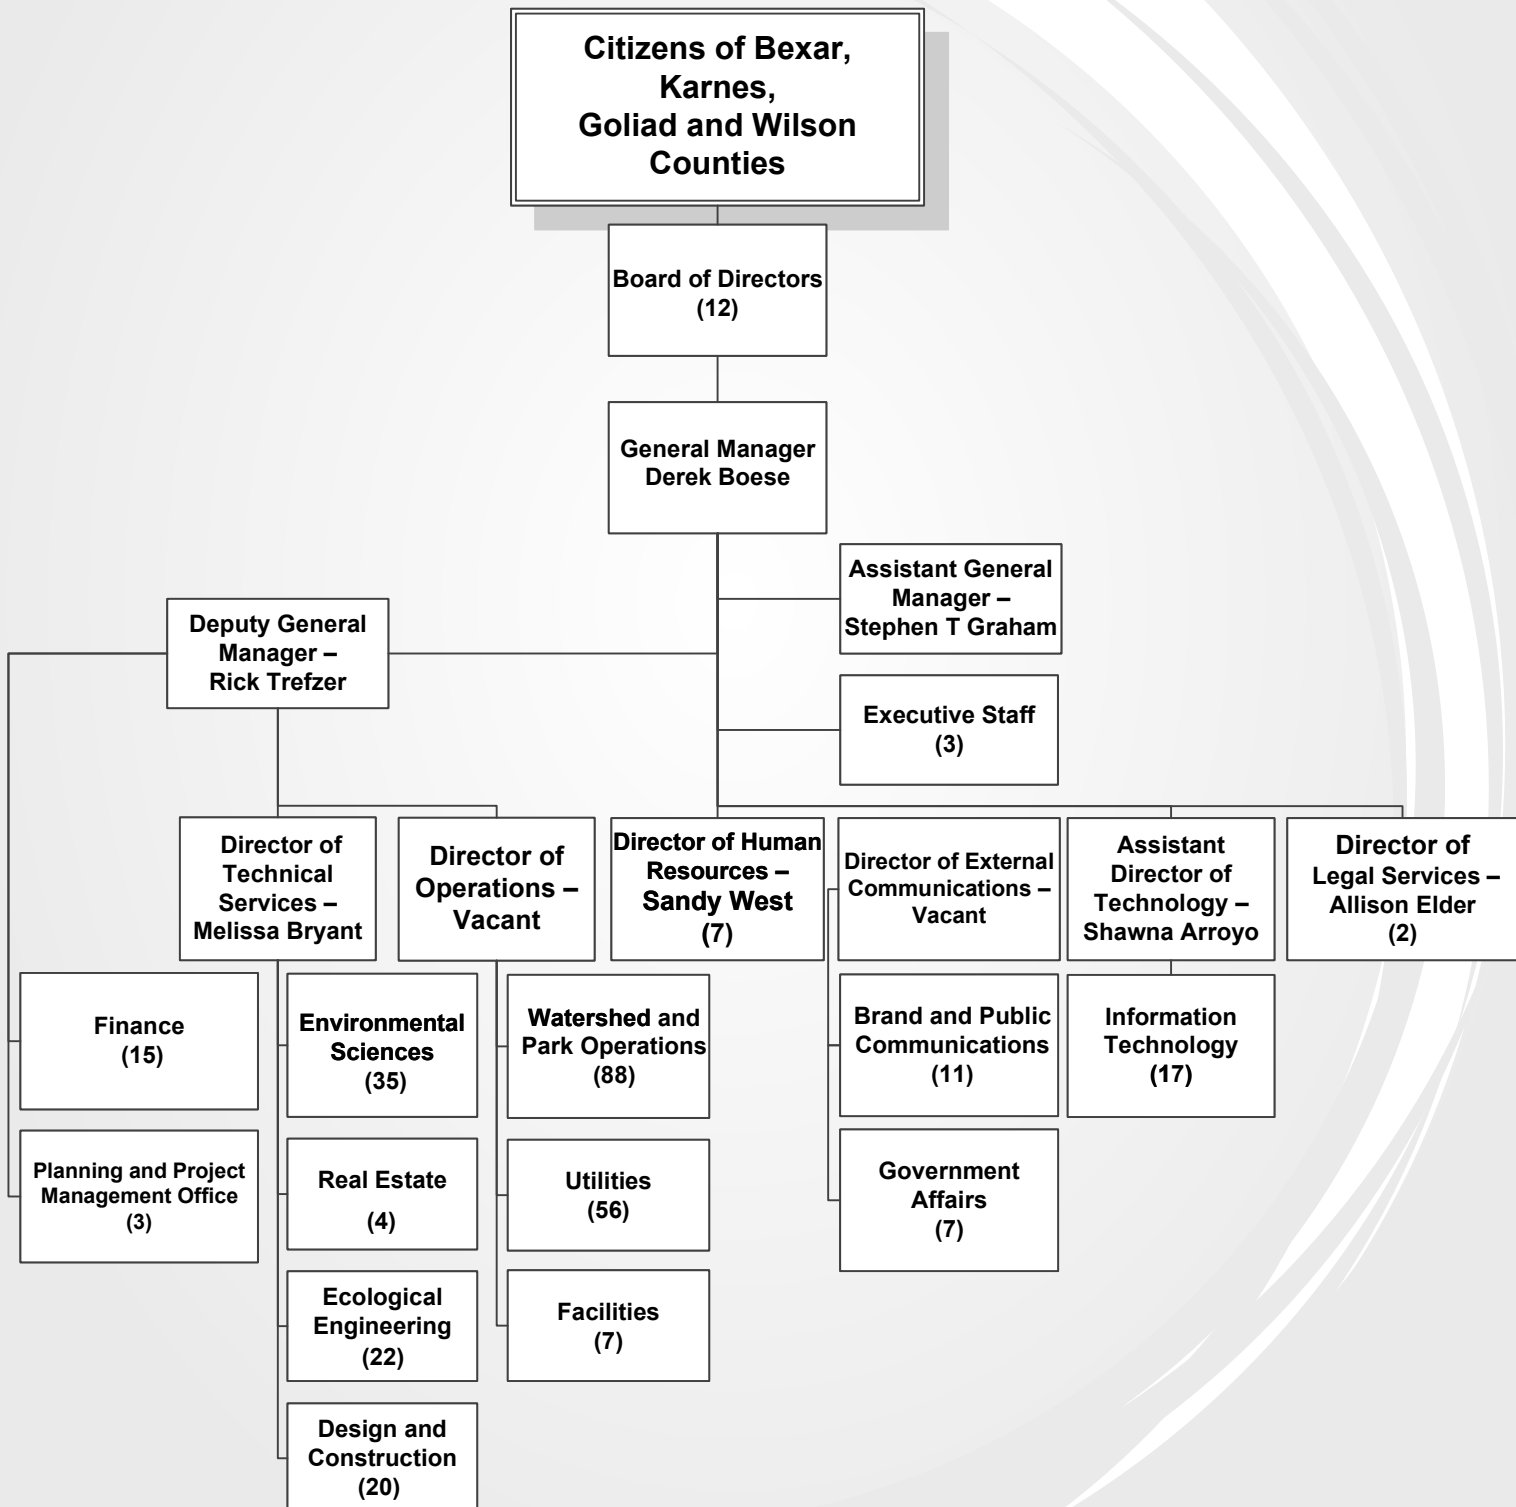 Citizens of Bexar,
Karnes,
Goliad and Wilson
Counties
Board of Directors
(12)
General Manager
Derek Boese
Assistant General
Manager –
Stephen T Graham
Deputy General
Manager –
Rick Trefzer
Executive Staff
(3)
Director of
Technical
Services –
Melissa Bryant
Director of
Operations –
Vacant
Director of Human
Resources –
Sandy West
(7)
Director of External
Communications –
Vacant
Assistant
Director of
Technology –
Shawna Arroyo
Director of
Legal Services –
Allison Elder
(2)
Finance
(15)
Environmental
Sciences
(35)
Watershed and
Park Operations
(88)
Brand and Public
Communications
(11)
Information
Technology
(17)
Planning and Project
Management Office
(3)
Real Estate
(4)
Utilities
(56)
Government
Affairs
(7)
Ecological
Engineering
(22)
Facilities
(7)
Design and
Construction
(20)